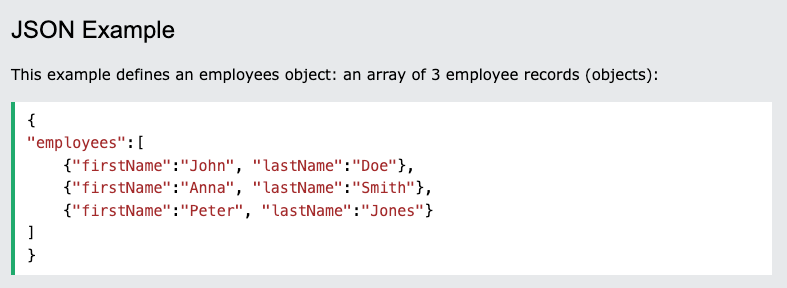 JSON Example
This example defines an employees object: an array of 3 employee records (objects):
{
"employees":[
    {"firstName":"John", "lastName":"Doe"},
    {"firstName":"Anna", "lastName":"Smith"},
    {"firstName":"Peter", "lastName":"Jones"}
]
}